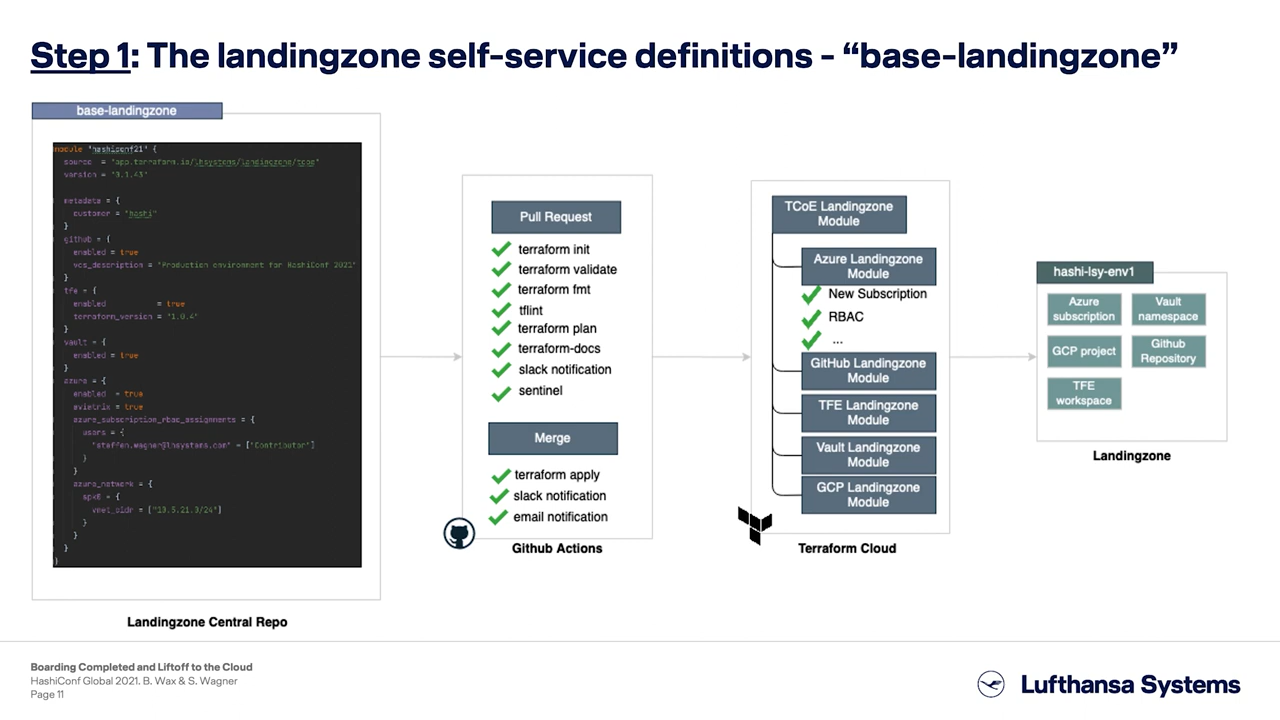 Step 1: The landingzone self-service definitions - “base-landingzone”
base-landingzone
module "hashiconf21" {
source = "app.terraform.io/lhsystems/landingzone/tcoe"
version = "3.1.43"
metadata = {
customer = "hashi"
}
github = {
enabled = true
vcs_description = "Production environment for HashiConf 2021"
}
tfe = {
enabled = true
terraform_version = "1.0.4"
}
vault = {
enabled = true
}
azure = {
enabled = true
aviatrix = true
azure_subscription_rbac_assignments = {
users = {
"steffen.wagner@lhsystems.com" = ["Contributor"]
}
}
azure_network = {
spk0 = {
vnet_cidr = ["10.5.21.0/24"]
}
}
}
}
Landingzone Central Repo
Pull Request
terraform init
terraform validate
terraform fmt
tflint
terraform plan
terraform-docs
slack notification
sentinel
Merge
terraform apply
slack notification
email notification
Github Actions
TCoE Landingzone
Module
Azure Landingzone
Module
New Subscription
RBAC
...
GitHub Landingzone
Module
TFE Landingzone
Module
Vault Landingzone
Module
GCP Landingzone
Module
Terraform Cloud
hashi-lsy-env1
Azure
subscription
Vault
namespace
GCP project
Github
Repository
TFE
workspace
Landingzone
Boarding Completed and Liftoff to the Cloud
HashiConf Global 2021. B. Wax & S. Wagner
Page 11
Lufthansa Systems